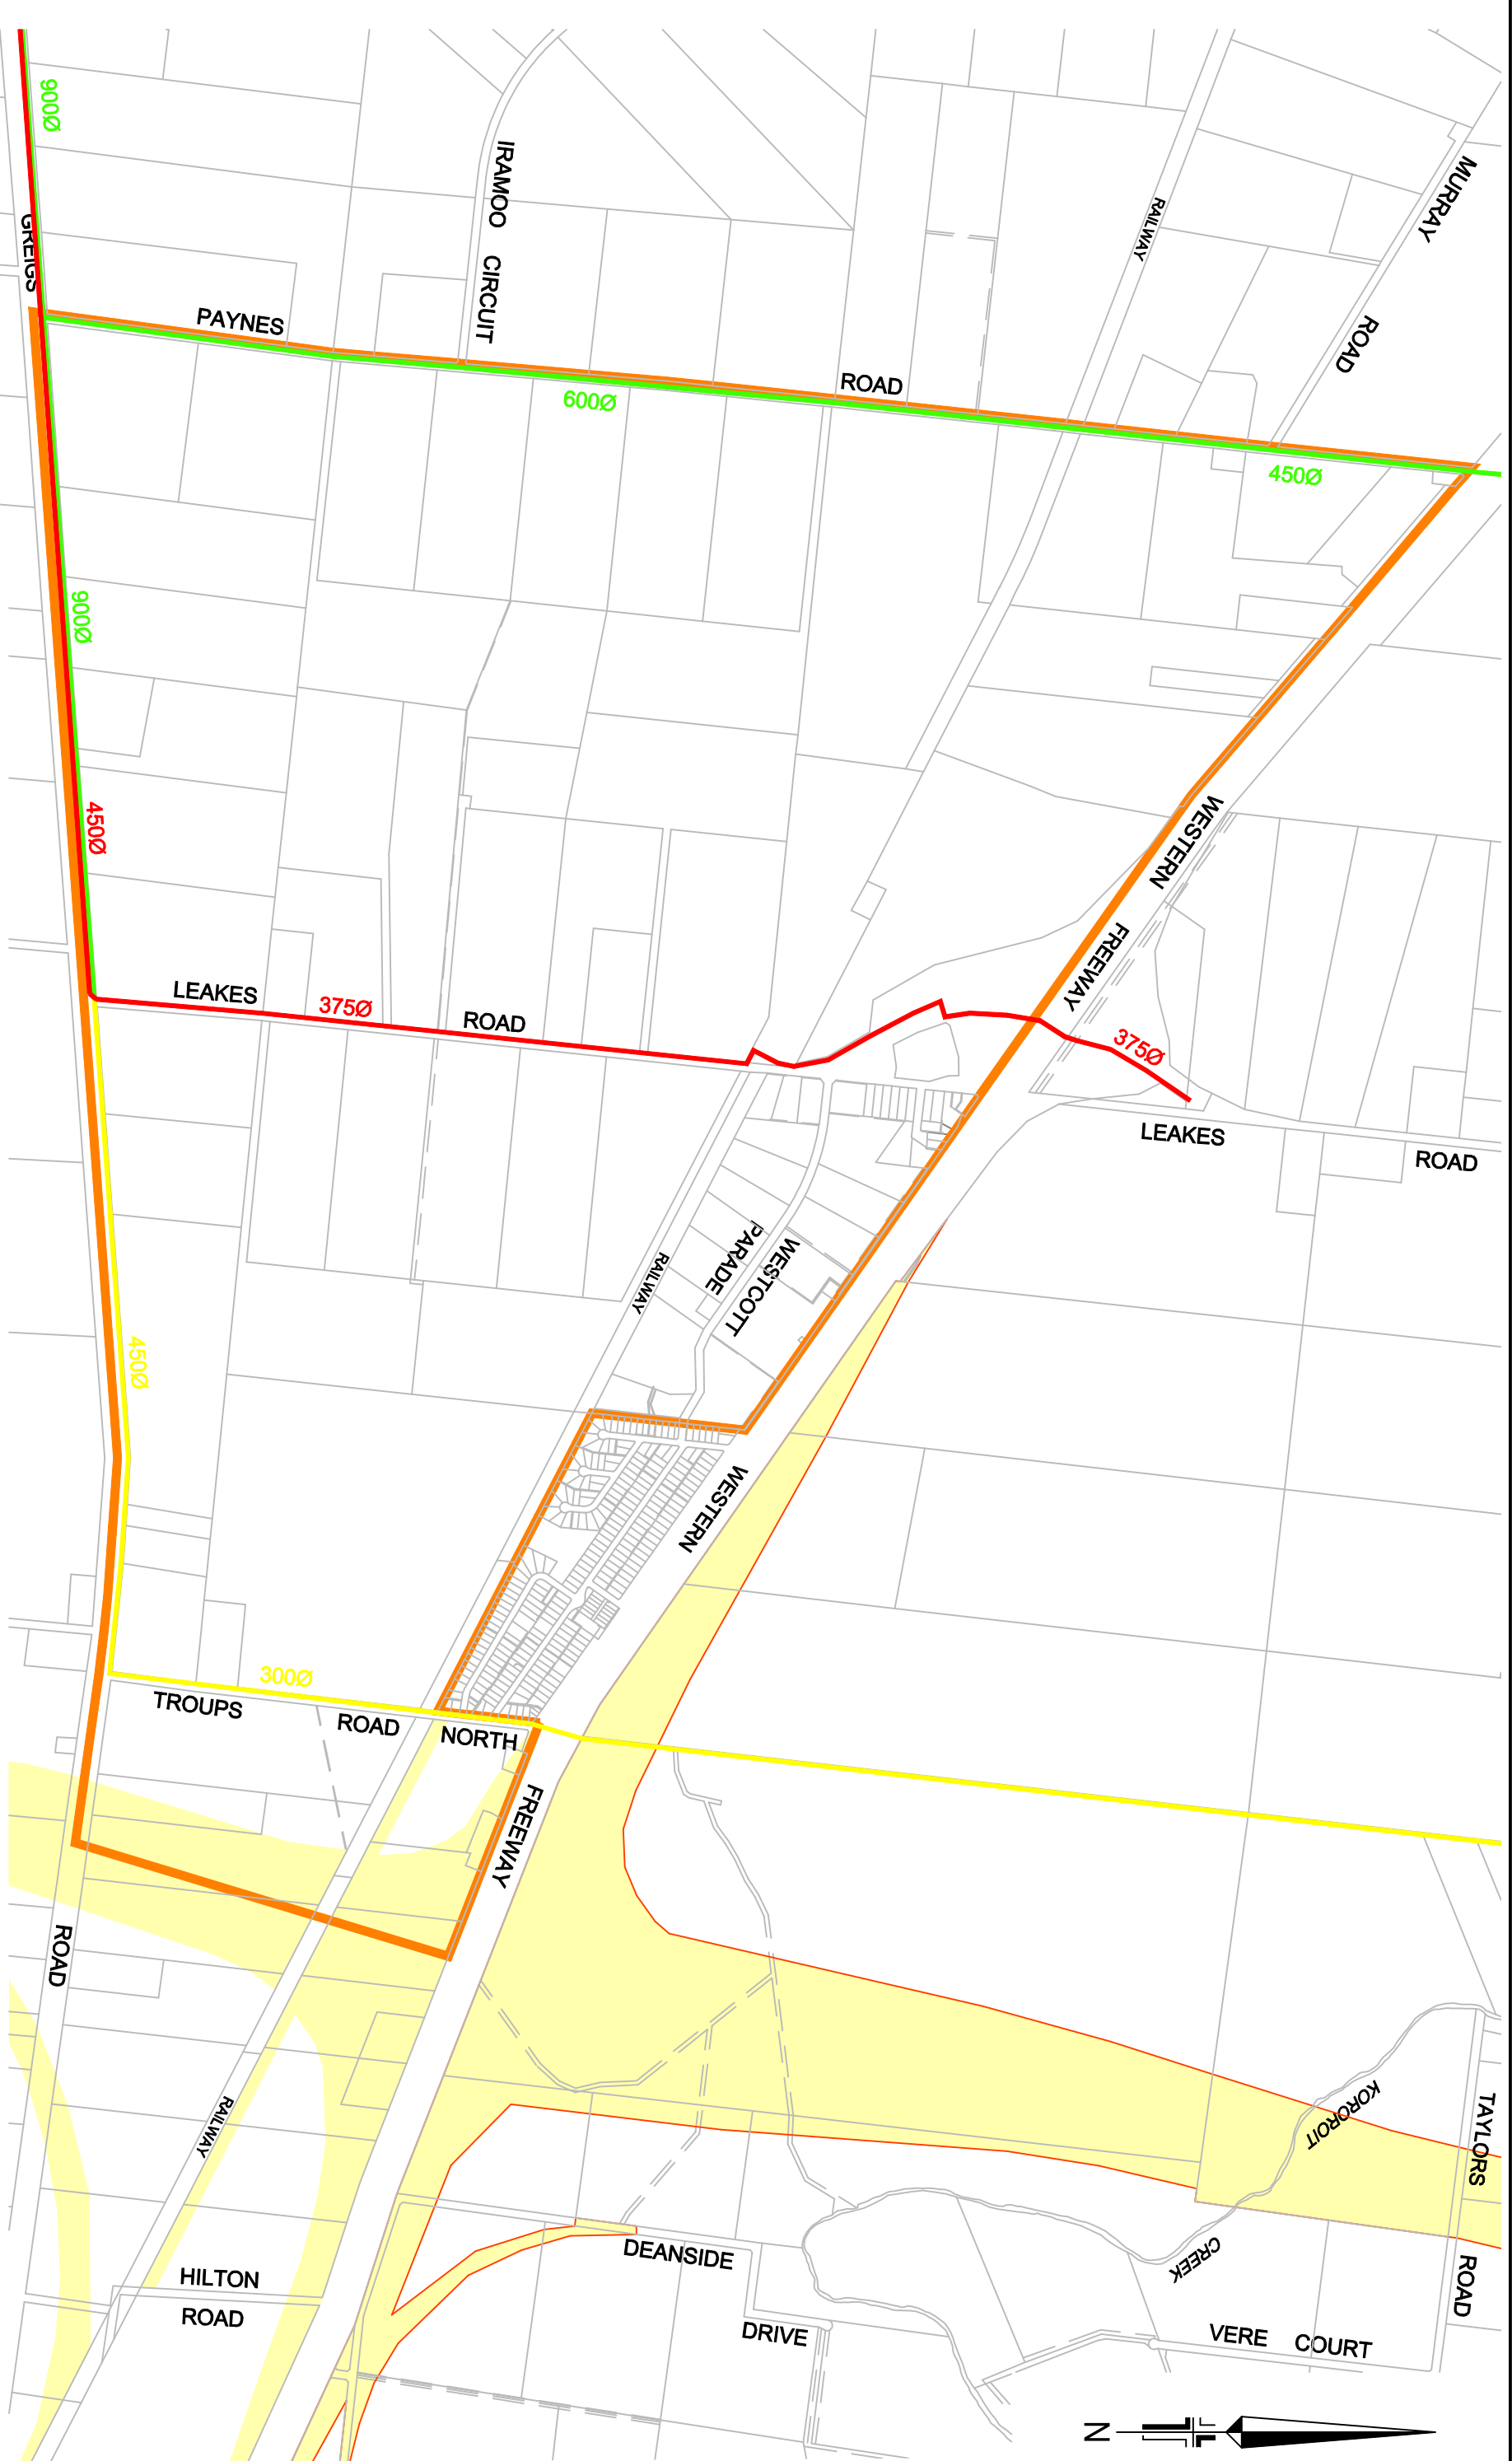 900Ø
GREIGS
IRAMOO CIRCUIT
PAYNES
ROAD
600Ø
450Ø
RAILWAY
MURRAY
ROAD
900Ø
450Ø
WESTERN
FREEWAY
LEAKES
375Ø
ROAD
375Ø
LEAKES
ROAD
RAILWAY
WESTCOTT
PARADE
450Ø
WESTERN
300Ø
TROUPS
ROAD
NORTH
FREEWAY
ROAD
RAILWAY
KOROROIT
CREEK
TAYLORS
ROAD
DEANSIDE
DRIVE
HILTON
ROAD
VERE COURT
N